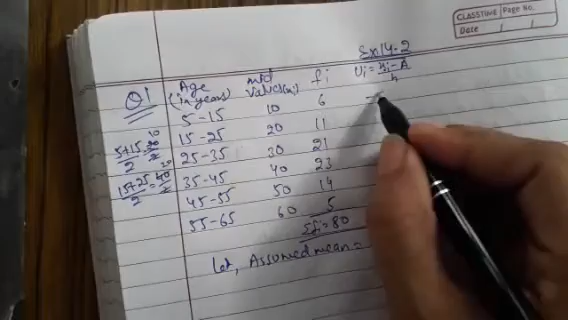 CLASSTIME Page No.
Date / /
Ex 14.2
Q1 Age (in years) mid values(xi) fi Ui = xi-A/h
5-15 10 6 -
15-25 20 11
25-35 30 21
35-45 40 23
45-55 50 14
55-65 60 5
Σfi=80
5+15/2 = 20/2 10
15+25/2 = 40/2 20
Let, Assumed mean =